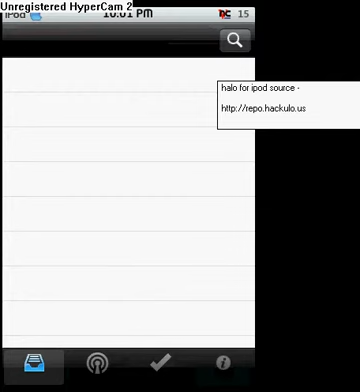 Unregistered HyperCam 2
iPod 10:01 PM 15
halo for ipod source -
http://repo.hackulo.us